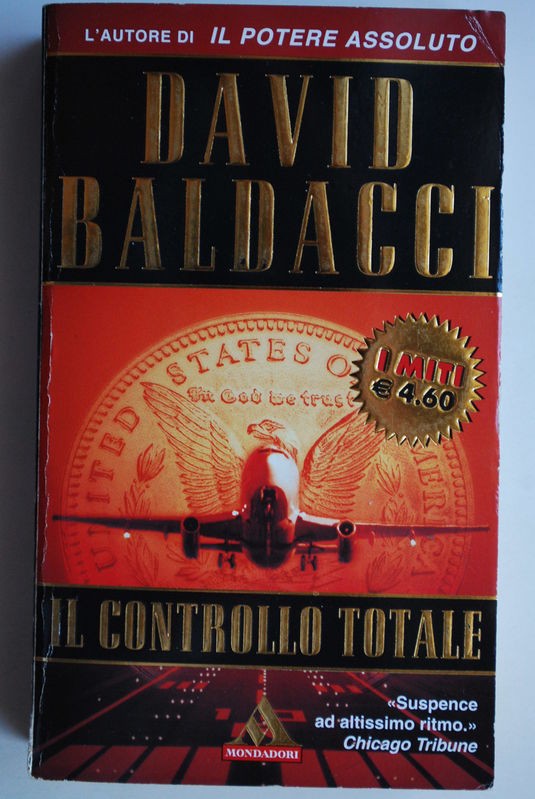 L'AUTORE DI IL POTERE ASSOLUTO
DAVID
BALDACCI
UNITED STATES OF AMERICA
In God we trust
I MITI
€ 4.60
IL CONTROLLO TOTALE
«Suspence
ad altissimo ritmo.»
Chicago Tribune
MONDADORI